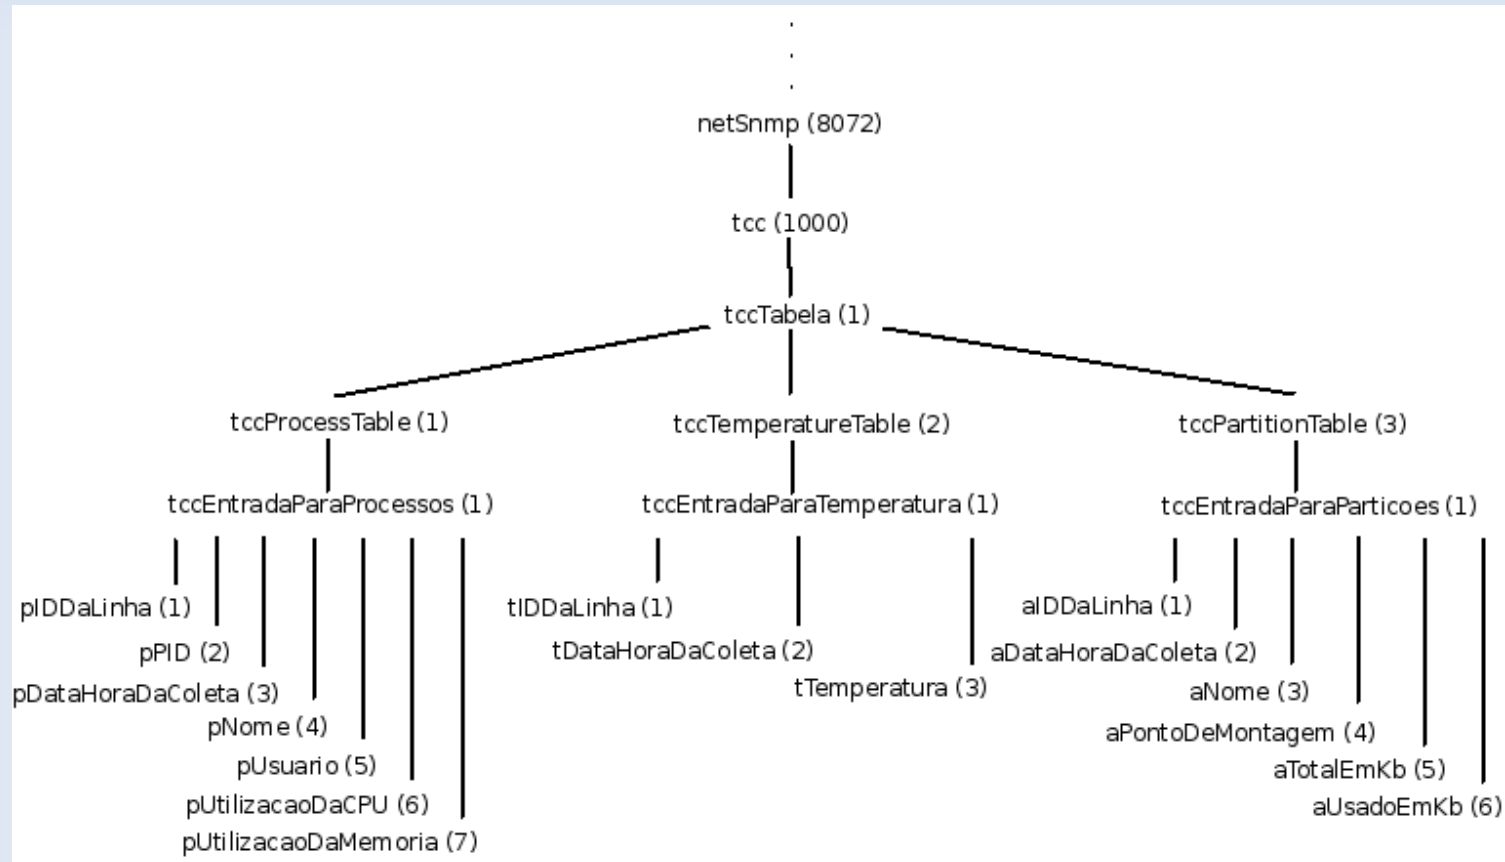 netSnmp (8072)
tcc (1000)
tccTabela (1)
tccProcessTable (1)
tccTemperatureTable (2)
tccPartitionTable (3)
tccEntradaParaProcessos (1)
tccEntradaParaTemperatura (1)
tccEntradaParaParticoes (1)
pIDDaLinha (1)
pPID (2)
pDataHoraDaColeta (3)
pNome (4)
pUsuario (5)
pUtilizacaoDaCPU (6)
pUtilizacaoDaMemoria (7)
tIDDaLinha (1)
tDataHoraDaColeta (2)
tTemperatura (3)
aIDDaLinha (1)
aDataHoraDaColeta (2)
aNome (3)
aPontoDeMontagem (4)
aTotalEmKb (5)
aUsadoEmKb (6)